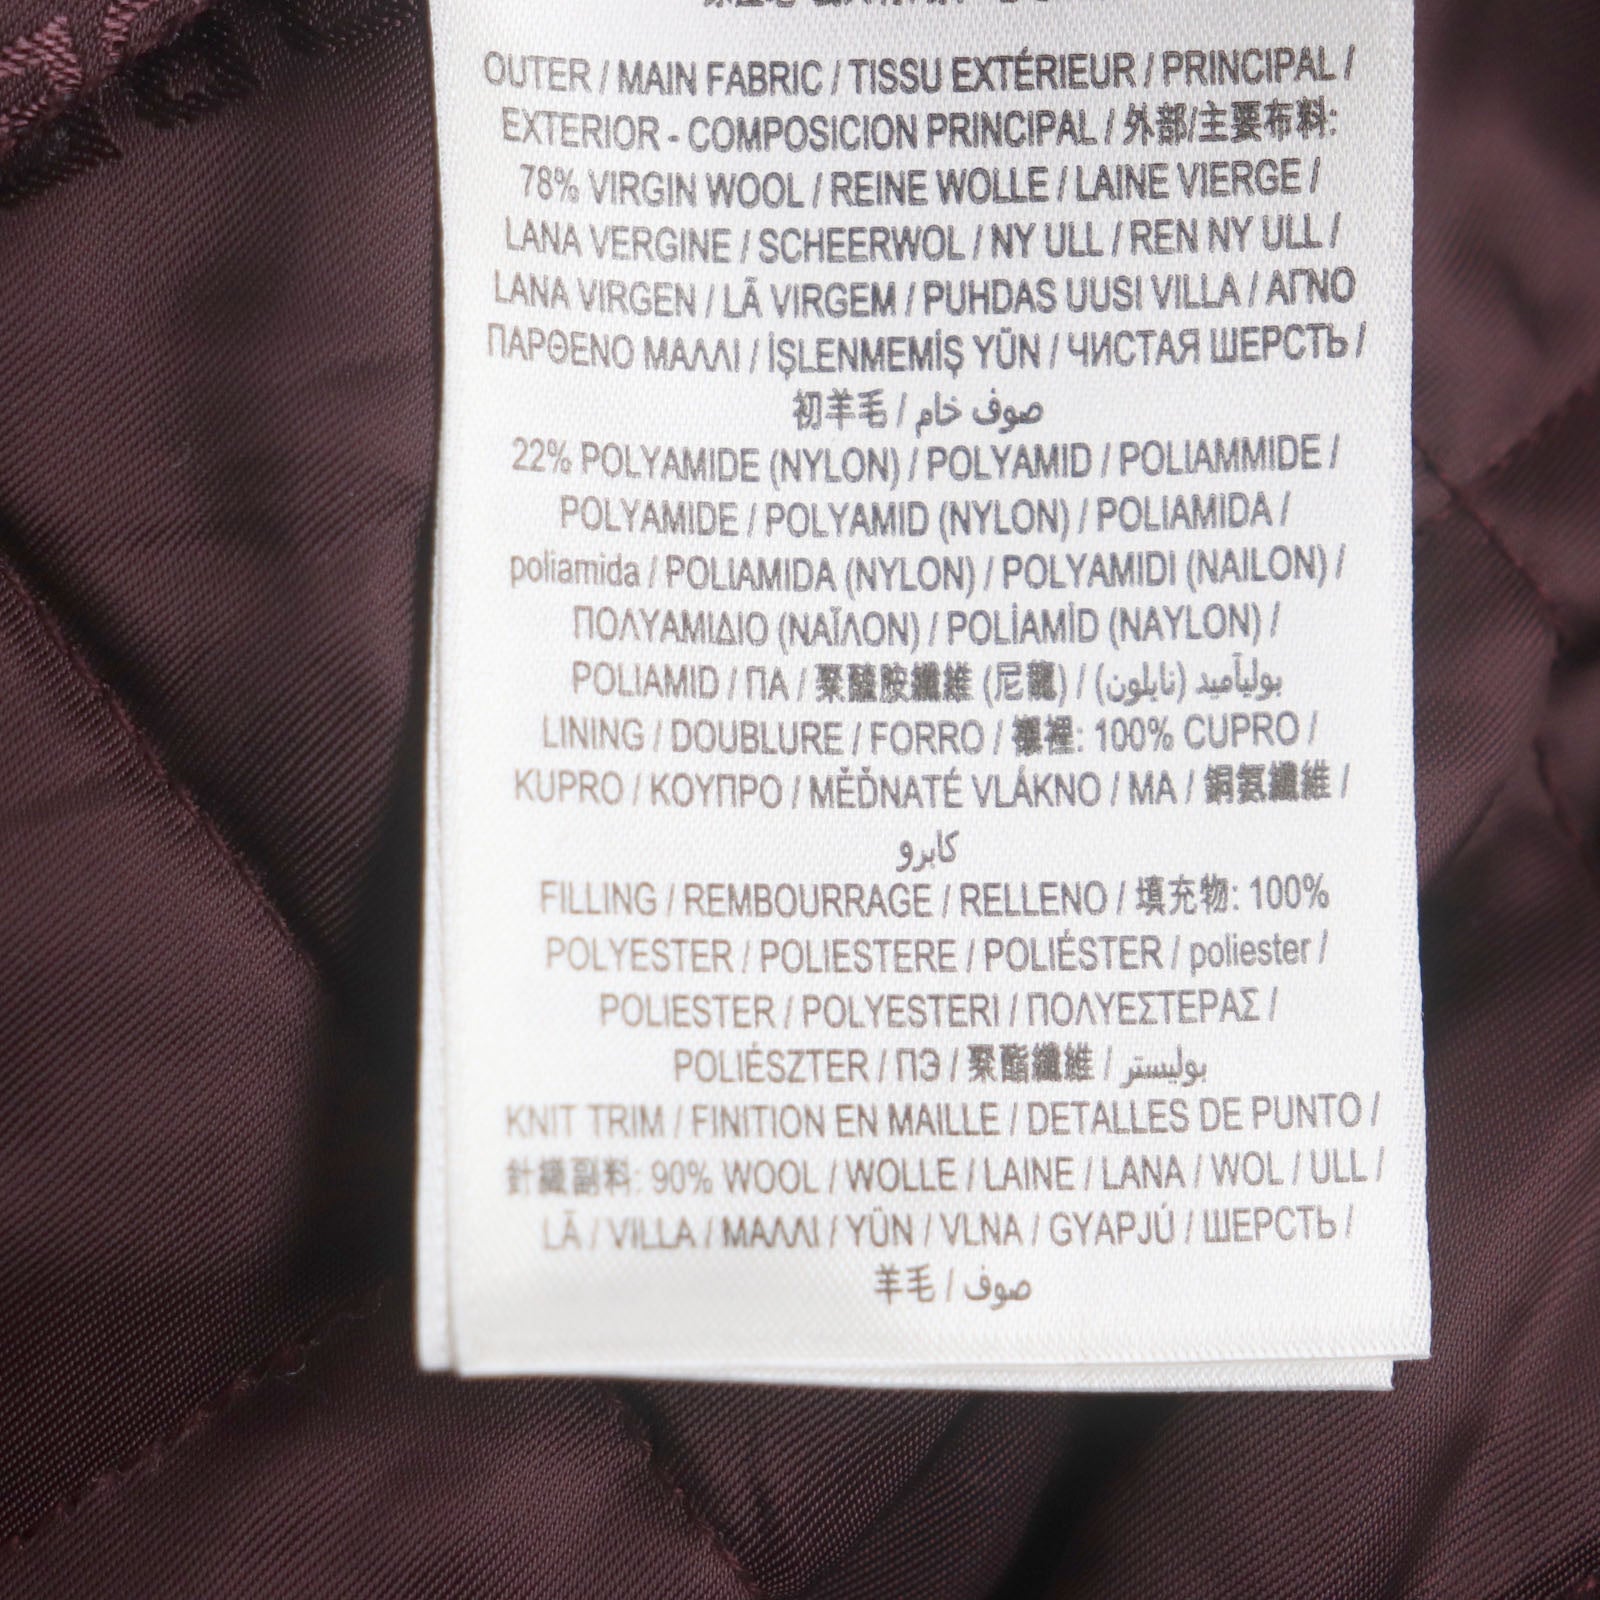 OUTER / MAIN FABRIC / TISSU EXTÉRIEUR / PRINCIPAL /
EXTERIOR - COMPOSICION PRINCIPAL / 外部/主要布料:
78% VIRGIN WOOL / REINE WOLLE / LAINE VIERGE /
LANA VERGINE / SCHEERWOL / NY ULL / REN NY ULL /
LANA VIRGEN / LÃ VIRGEM / PUHDAS UUSI VILLA / ΑΓΝΟ
ΠΑΡΘΕΝΟ ΜΑΛΛΙ / İŞLENMEMİŞ YÜN / ЧИСТАЯ ШЕРСТЬ /
初羊毛 / صوف خام
22% POLYAMIDE (NYLON) / POLYAMID / POLIAMMIDE /
POLYAMIDE / POLYAMID (NYLON) / POLIAMIDA /
poliamida / POLIAMIDA (NYLON) / POLYAMIDI (NAILON) /
ΠΟΛΥΑΜΙΔΙΟ (ΝΑΪΛΟΝ) / POLİAMİD (NAYLON) /
POLIAMID / ПА / 聚醯胺纖維 (尼龍) / بوليآميد (نايلون)
LINING / DOUBLURE / FORRO / 襯裡: 100% CUPRO /
KUPRO / ΚΟΥΠΡΟ / MĚĎNATÉ VLÁKNO / МА / 銅氨纖維 /
كابرو
FILLING / REMBOURRAGE / RELLENO / 填充物: 100%
POLYESTER / POLIESTERE / POLIÉSTER / poliester /
POLIESTER / POLYESTERI / ΠΟΛΥΕΣΤΕΡΑΣ /
POLIÉSZTER / ПЭ / 聚酯纖維 / بوليستر
KNIT TRIM / FINITION EN MAILLE / DETALLES DE PUNTO /
針織副料: 90% WOOL / WOLLE / LAINE / LANA / WOL / ULL /
LÃ / VILLA / ΜΑΛΛΙ / YÜN / VLNA / GYAPJÚ / ШЕРСТЬ /
羊毛 / صوف